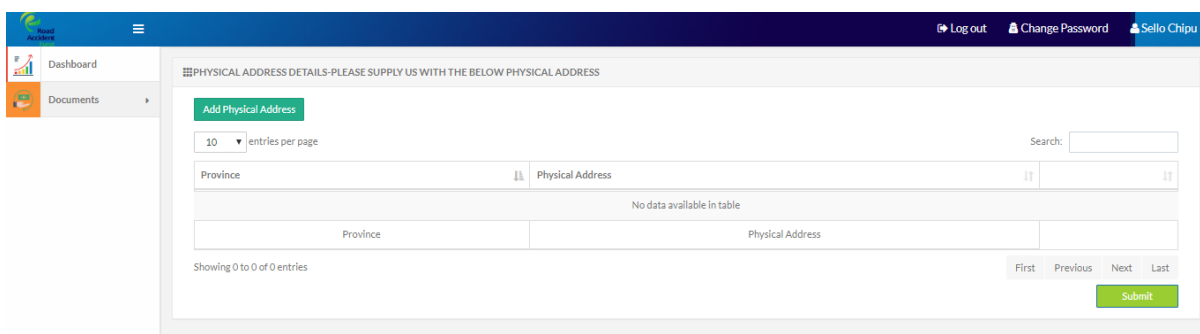 Road
Accident
Log out
Change Password
Sello Chipu
Dashboard
Documents
PHYSICAL ADDRESS DETAILS-PLEASE SUPPLY US WITH THE BELOW PHYSICAL ADDRESS
Add Physical Address
10 entries per page
Search:
Province Physical Address
No data available in table
Province Physical Address
Showing 0 to 0 of 0 entries
First Previous Next Last
Submit